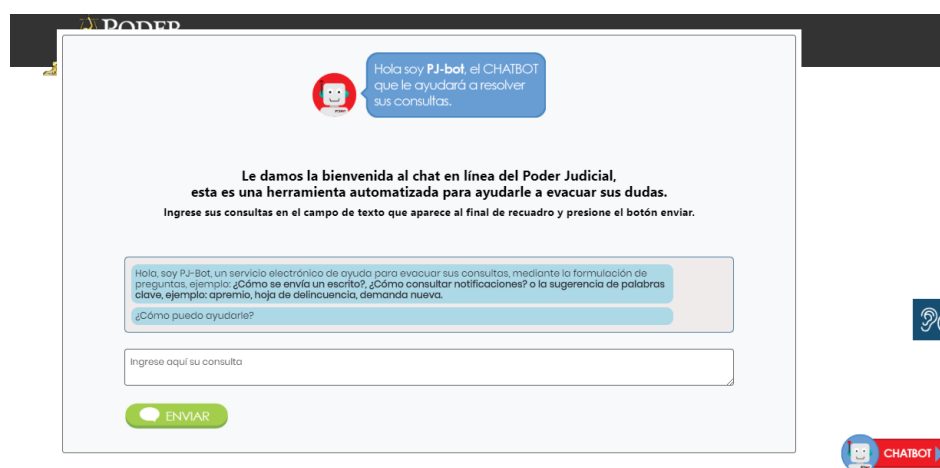 PODER
Hola soy PJ-bot, el CHATBOT
que le ayudará a resolver
sus consultas.
Le damos la bienvenida al chat en línea del Poder Judicial,
esta es una herramienta automatizada para ayudarle a evacuar sus dudas.
Ingrese sus consultas en el campo de texto que aparece al final de recuadro y presione el botón enviar.
Hola, soy PJ-Bot, un servicio electrónico de ayuda para evacuar sus consultas, mediante la formulación de
preguntas, ejemplo: ¿Cómo se envía un escrito?, ¿Cómo consultar notificaciones? o la sugerencia de palabras
clave, ejemplo: apremio, hoja de delincuencia, demanda nueva.
¿Cómo puedo ayudarle?
Ingrese aquí su consulta
ENVIAR
CHATBOT